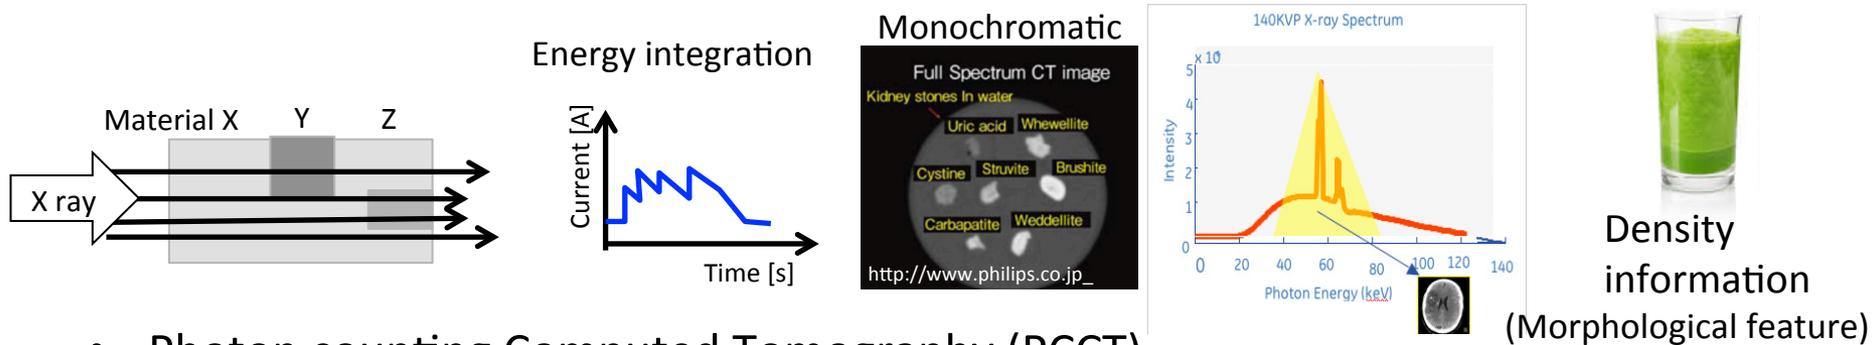 Material X
Y
Z
X ray
Energy integration
Current [A]
Time [s]
Monochromatic
Full Spectrum CT image
Kidney stones In water
Uric acid
Whewellite
Cystine
Struvite
Brushite
Carbapatite
Weddellite
http://www.philips.co.jp_
140KVP X-ray Spectrum
x 10
5
4
3
2
1
0
Intensity
0 20 40 60 80 100 120 140
Photon Energy (keV)
Density
information
(Morphological feature)
• Photon counting Computed Tomography (PCCT)